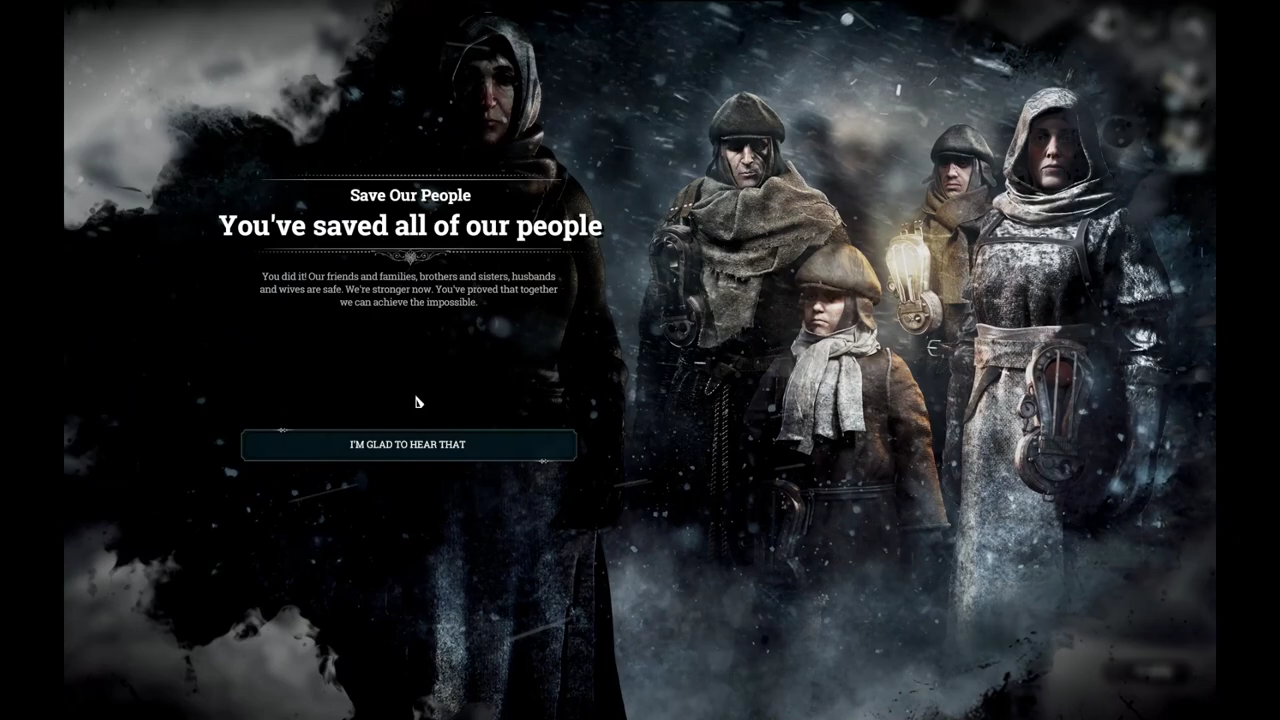 Save Our People
You've saved all of our people
You did it! Our friends and families, brothers and sisters, husbands
and wives are safe. We're stronger now. You've proved that together
we can achieve the impossible.
I'M GLAD TO HEAR THAT